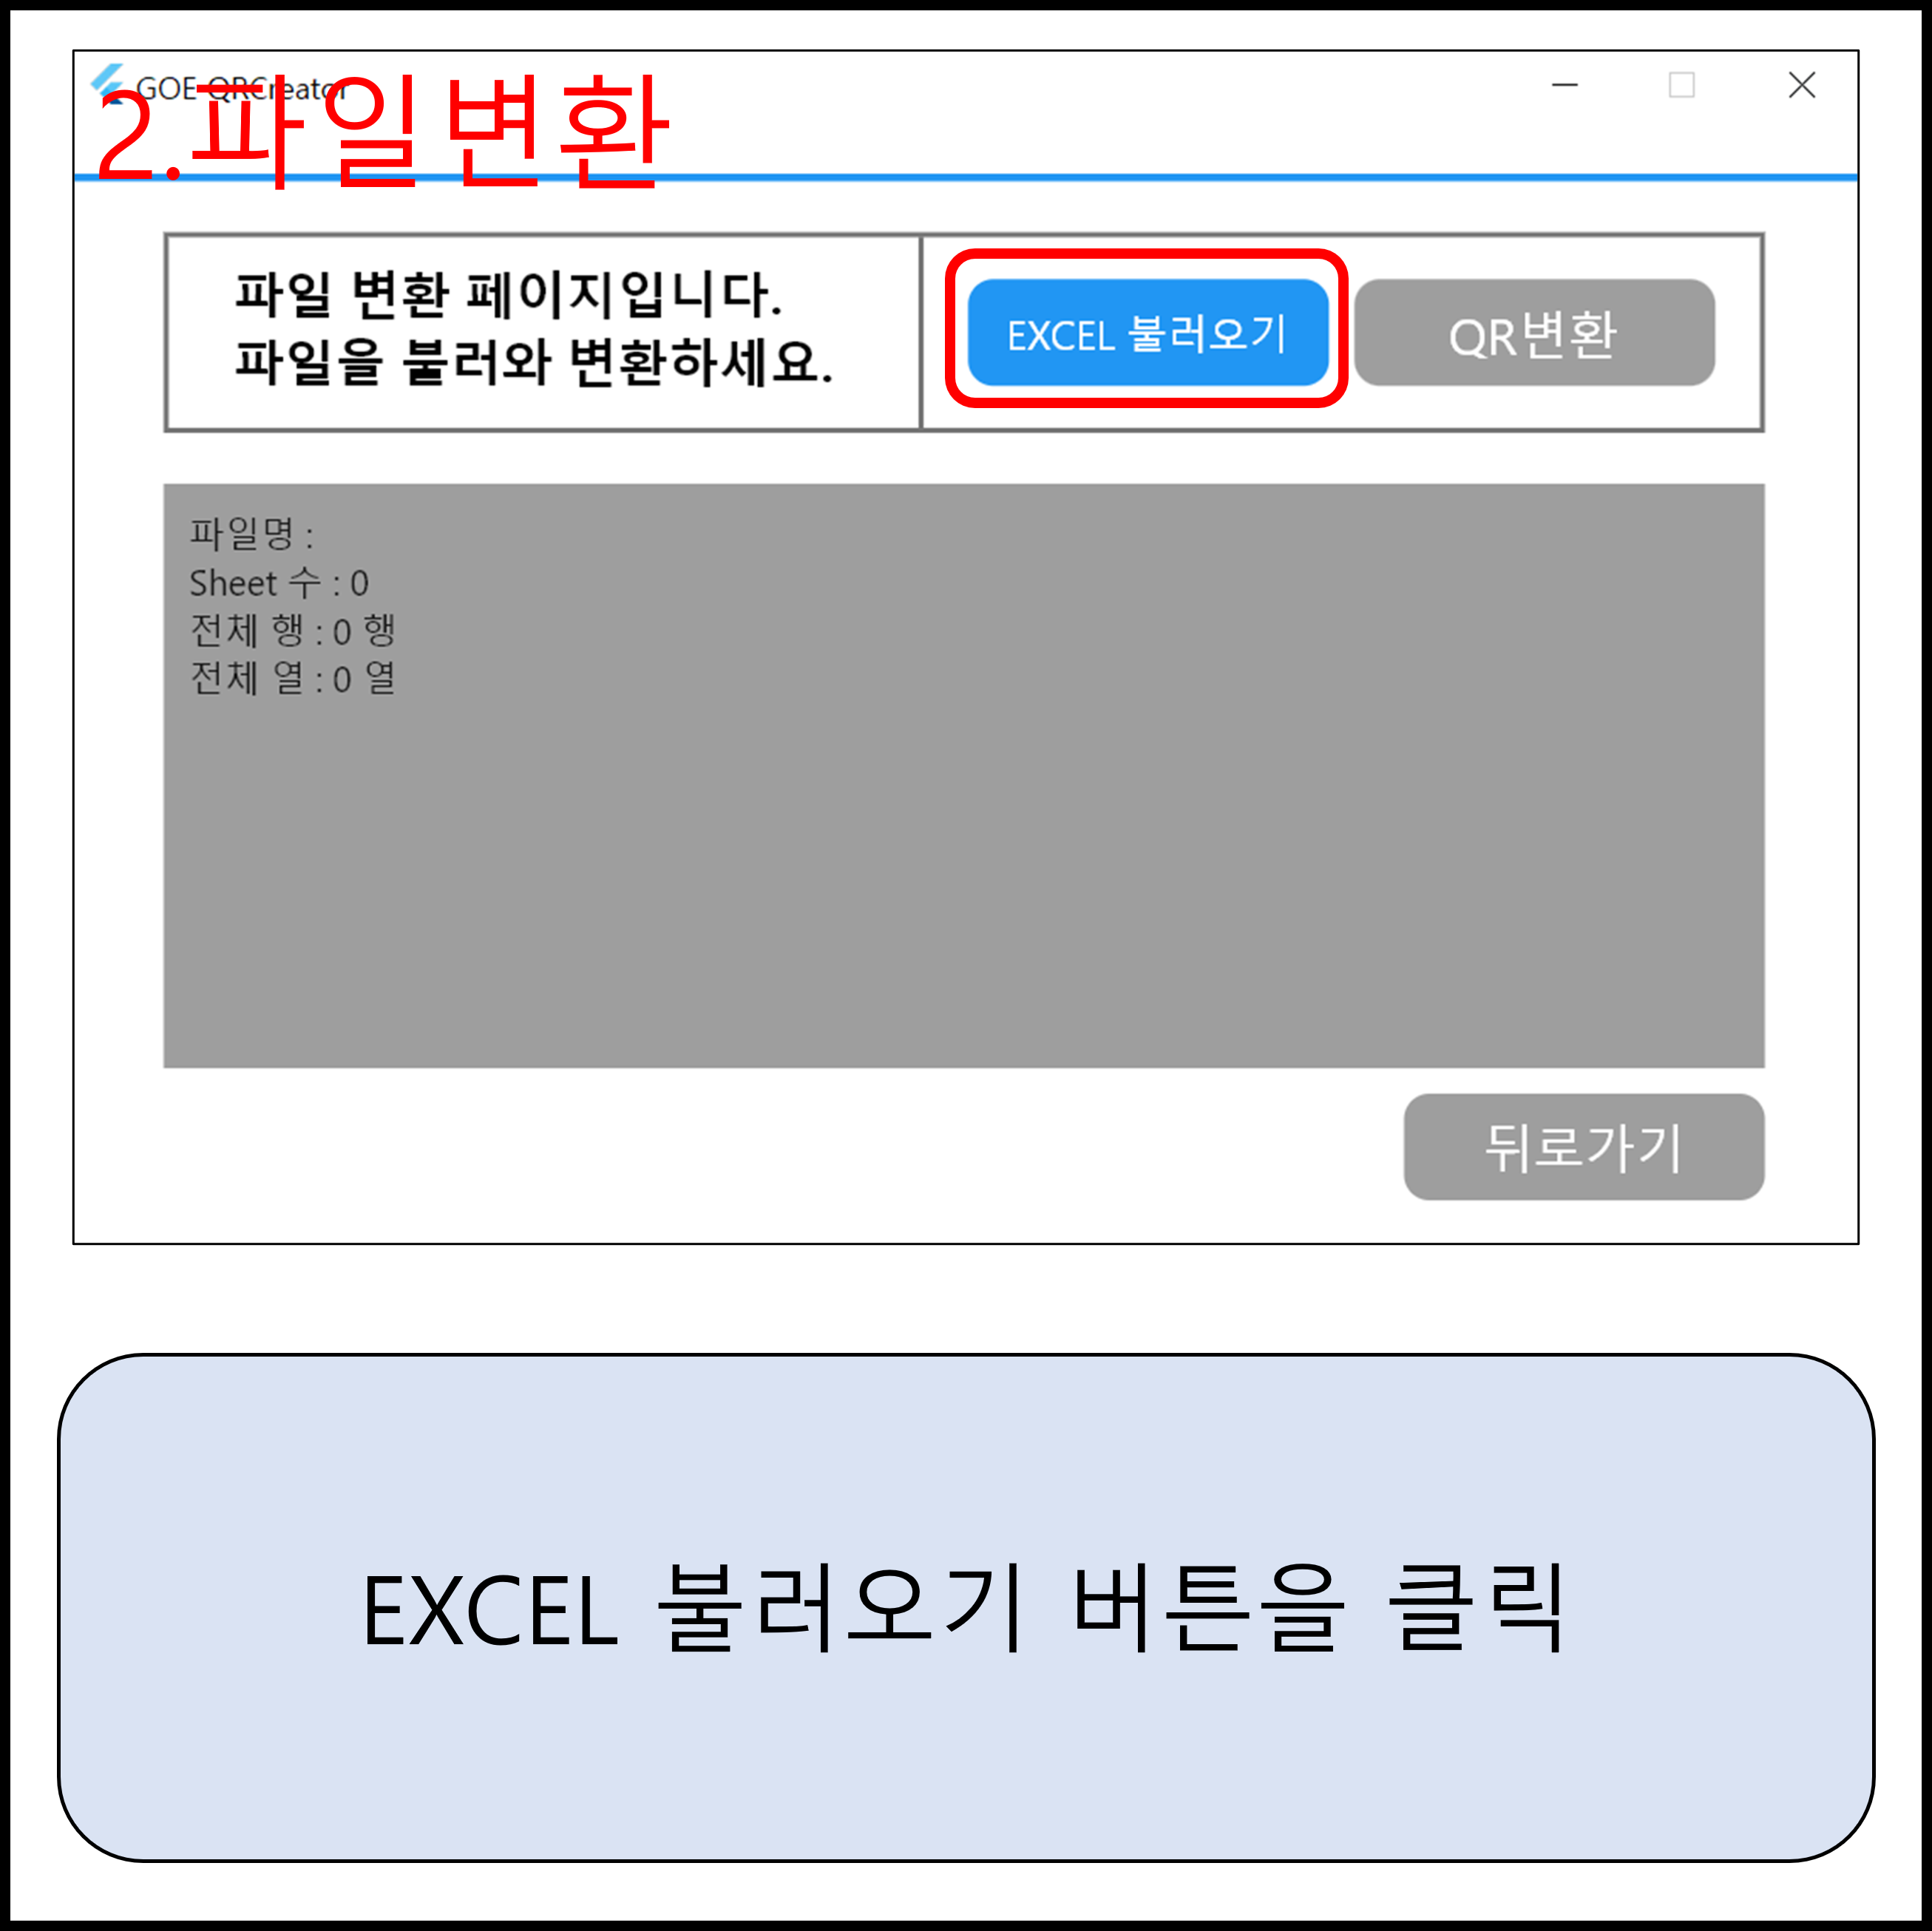 GOE QRCreator
2.파일변환
파일 변환 페이지입니다.
파일을 불러와 변환하세요.
EXCEL 불러오기
QR변환
파일명 :
Sheet 수 : 0
전체 행 : 0 행
전체 열 : 0 열
뒤로가기
EXCEL 불러오기 버튼을 클릭